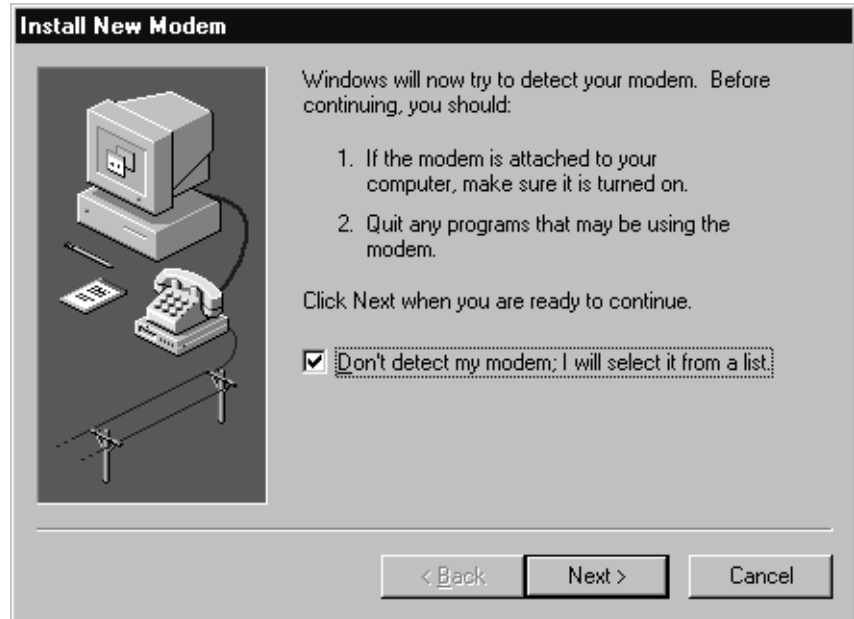 Install New Modem
Windows will now try to detect your modem.  Before
continuing, you should:
1.  If the modem is attached to your
computer, make sure it is turned on.
2.  Quit any programs that may be using the
modem.
Click Next when you are ready to continue.
Don't detect my modem; I will select it from a list.
< Back
Next >
Cancel